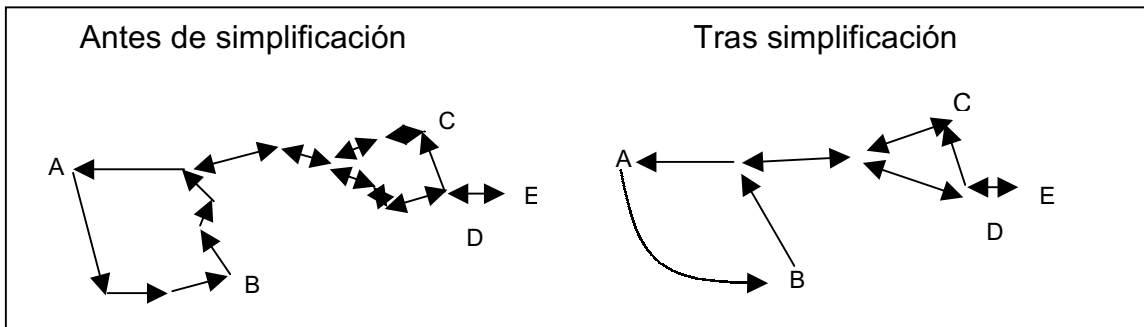 Antes de simplificación
Tras simplificación
A
B
C
D
E
A
B
C
D
E